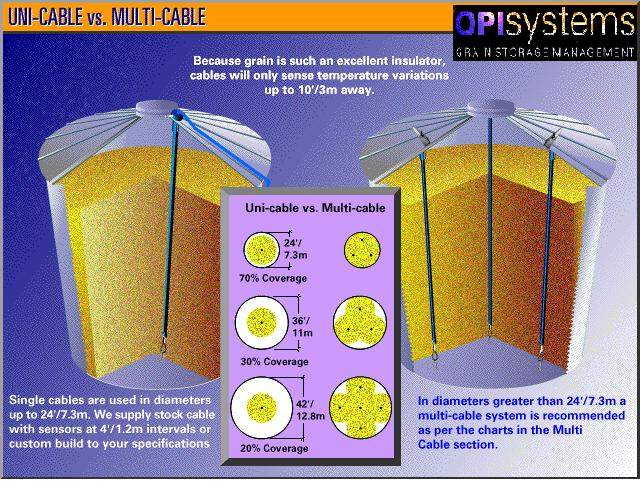 UNI-CABLE vs. MULTI-CABLE
OPIsystems
GRAIN STORAGE MANAGEMENT
Because grain is such an excellent insulator,
cables will only sense temperature variations
up to 10'/3m away.
Uni-cable vs. Multi-cable
24'/
7.3m
70% Coverage
36'/
11m
30% Coverage
42'/
12.8m
20% Coverage
Single cables are used in diameters
up to 24'/7.3m. We supply stock cable
with sensors at 4'/1.2m intervals or
custom build to your specifications
In diameters greater than 24'/7.3m a
multi-cable system is recommended
as per the charts in the Multi
Cable section.